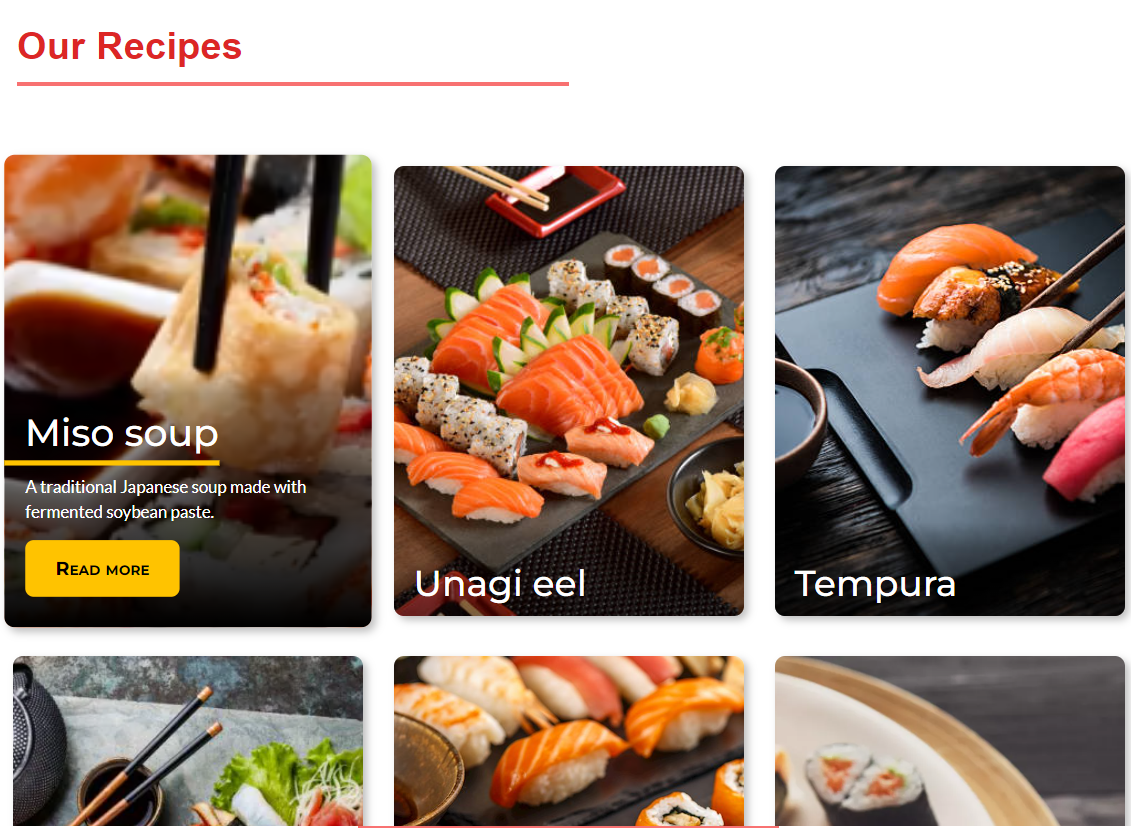 Our Recipes
Miso soup
A traditional Japanese soup made with
fermented soybean paste.
Read more
Unagi eel
Tempura